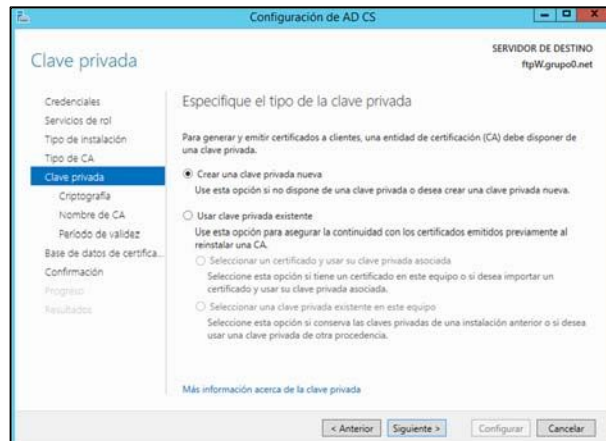 Configuración de AD CS
SERVIDOR DE DESTINO
ftpW.grupo0.net
Clave privada
Credenciales
Servicios de rol
Tipo de instalación
Tipo de CA
Clave privada
Criptografía
Nombre de CA
Período de validez
Base de datos de certifica...
Confirmación
Progreso
Resultados
Especifique el tipo de la clave privada
Para generar y emitir certificados a clientes, una entidad de certificación (CA) debe disponer de
una clave privada.
Crear una clave privada nueva
Use esta opción si no dispone de una clave privada o desea crear una clave privada nueva.
Usar clave privada existente
Use esta opción para asegurar la continuidad con los certificados emitidos previamente al
reinstalar una CA.
Seleccionar un certificado y usar su clave privada asociada
Seleccione esta opción si tiene un certificado en este equipo o si desea importar un
certificado y usar su clave privada asociada.
Seleccionar una clave privada existente en este equipo
Seleccione esta opción si conserva las claves privadas de una instalación anterior o si desea
usar una clave privada de otra procedencia.
Más información acerca de la clave privada
< Anterior
Siguiente >
Configurar
Cancelar